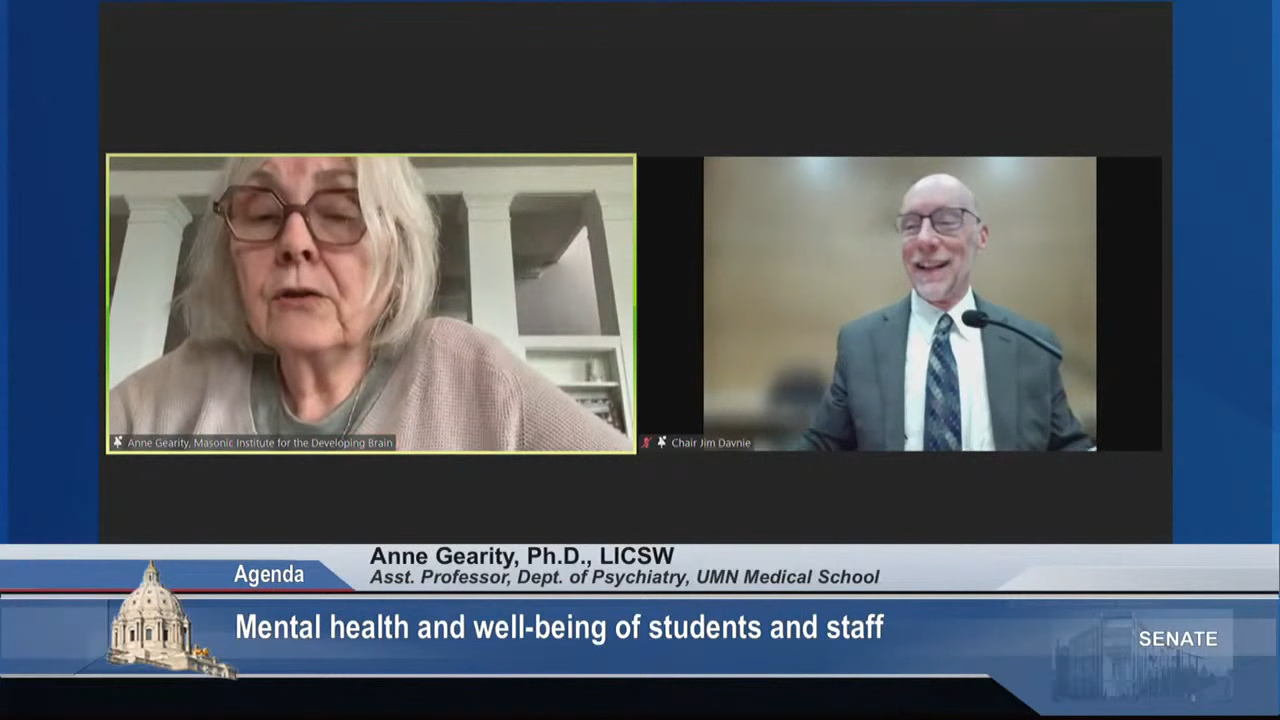 Anne Gearity, Masonic Institute for the Developing Brain
Chair Jim Davnie
Anne Gearity, Ph.D., LICSW
Asst. Professor, Dept. of Psychiatry, UMN Medical School
Agenda
Mental health and well-being of students and staff
SENATE